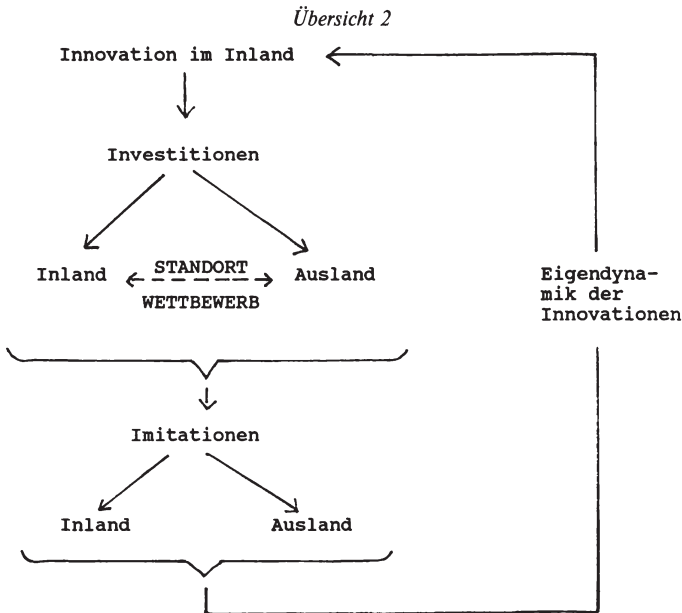 Übersicht 2
Innovation im Inland
Investitionen
Inland
STANDORT
WETTBEWERB
Ausland
Eigendyna-
mik der
Innovationen
Imitationen
Inland
Ausland